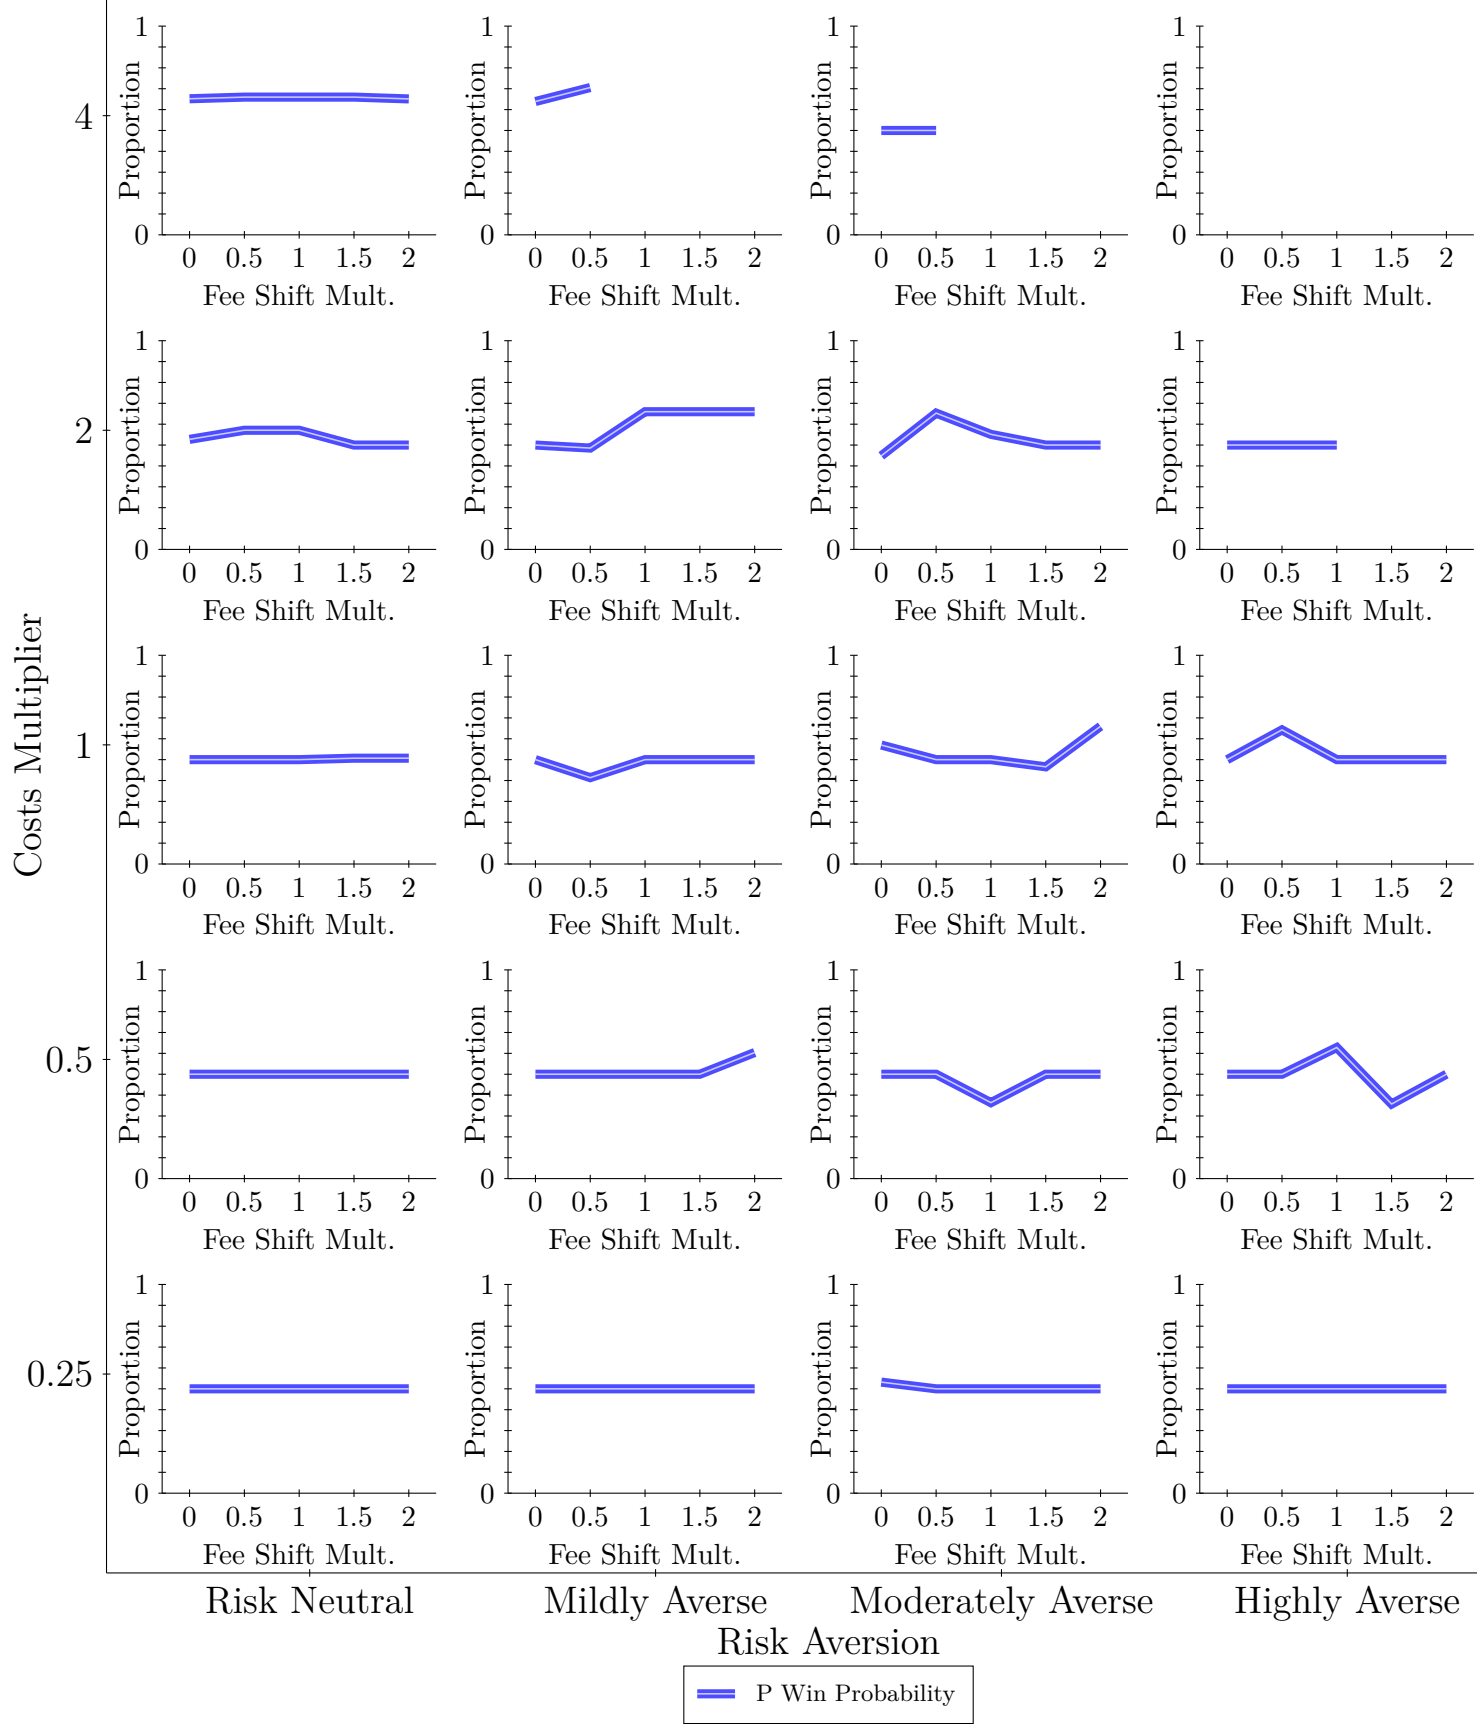 1 1 1 1
Proportion Proportion Proportion Proportion
4
0 0 0 0
0 0.5 1 1.5 2 0 0.5 1 1.5 2 0 0.5 1 1.5 2 0 0.5 1 1.5 2
Fee Shift Mult. Fee Shift Mult. Fee Shift Mult. Fee Shift Mult.
1 1 1 1
Proportion Proportion Proportion Proportion
2
0 0 0 0
0 0.5 1 1.5 2 0 0.5 1 1.5 2 0 0.5 1 1.5 2 0 0.5 1 1.5 2
Fee Shift Mult. Fee Shift Mult. Fee Shift Mult. Fee Shift Mult.
Costs Multiplier
1 1 1 1
Proportion Proportion Proportion Proportion
1
0 0 0 0
0 0.5 1 1.5 2 0 0.5 1 1.5 2 0 0.5 1 1.5 2 0 0.5 1 1.5 2
Fee Shift Mult. Fee Shift Mult. Fee Shift Mult. Fee Shift Mult.
1 1 1 1
Proportion Proportion Proportion Proportion
0.5
0 0 0 0
0 0.5 1 1.5 2 0 0.5 1 1.5 2 0 0.5 1 1.5 2 0 0.5 1 1.5 2
Fee Shift Mult. Fee Shift Mult. Fee Shift Mult. Fee Shift Mult.
1 1 1 1
Proportion Proportion Proportion Proportion
0.25
0 0 0 0
0 0.5 1 1.5 2 0 0.5 1 1.5 2 0 0.5 1 1.5 2 0 0.5 1 1.5 2
Fee Shift Mult. Fee Shift Mult. Fee Shift Mult. Fee Shift Mult.
Risk Neutral Mildly Averse Moderately Averse Highly Averse
Risk Aversion
P Win Probability